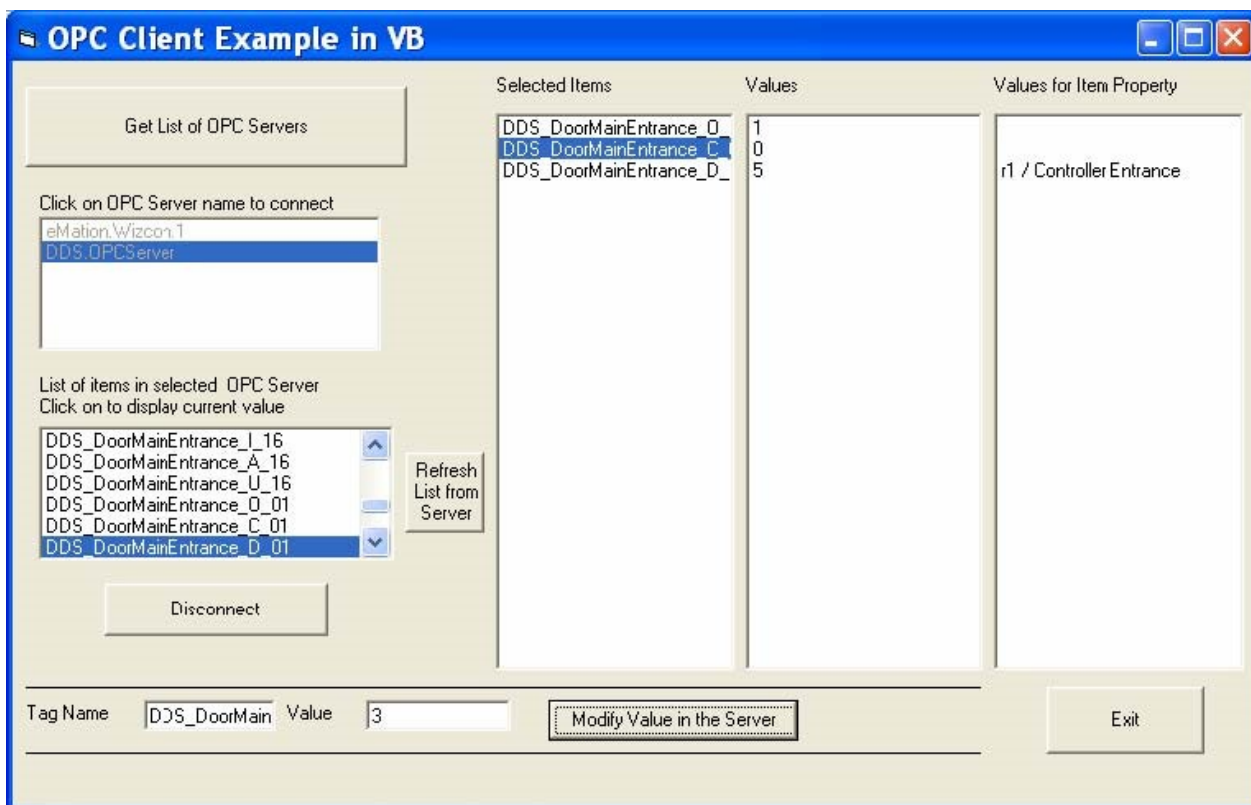 OPC Client Example in VB
Get List of OPC Servers
Click on OPC Server name to connect
eMation.Wizcon.1
DDS.OPCServer
List of items in selected OPC Server
Click on to display current value
DDS_DoorMainEntrance_I_16
DDS_DoorMainEntrance_A_16
DDS_DoorMainEntrance_U_16
DDS_DoorMainEntrance_O_01
DDS_DoorMainEntrance_C_01
DDS_DoorMainEntrance_D_01
Refresh
List from
Server
Disconnect
Selected Items
DDS_DoorMainEntrance_O_
DDS_DoorMainEntrance_C_
DDS_DoorMainEntrance_D_
Values
1
0
5
Values for Item Property
r1 / Controller Entrance
Tag Name
DDS_DoorMain
Value
3
Modify Value in the Server
Exit